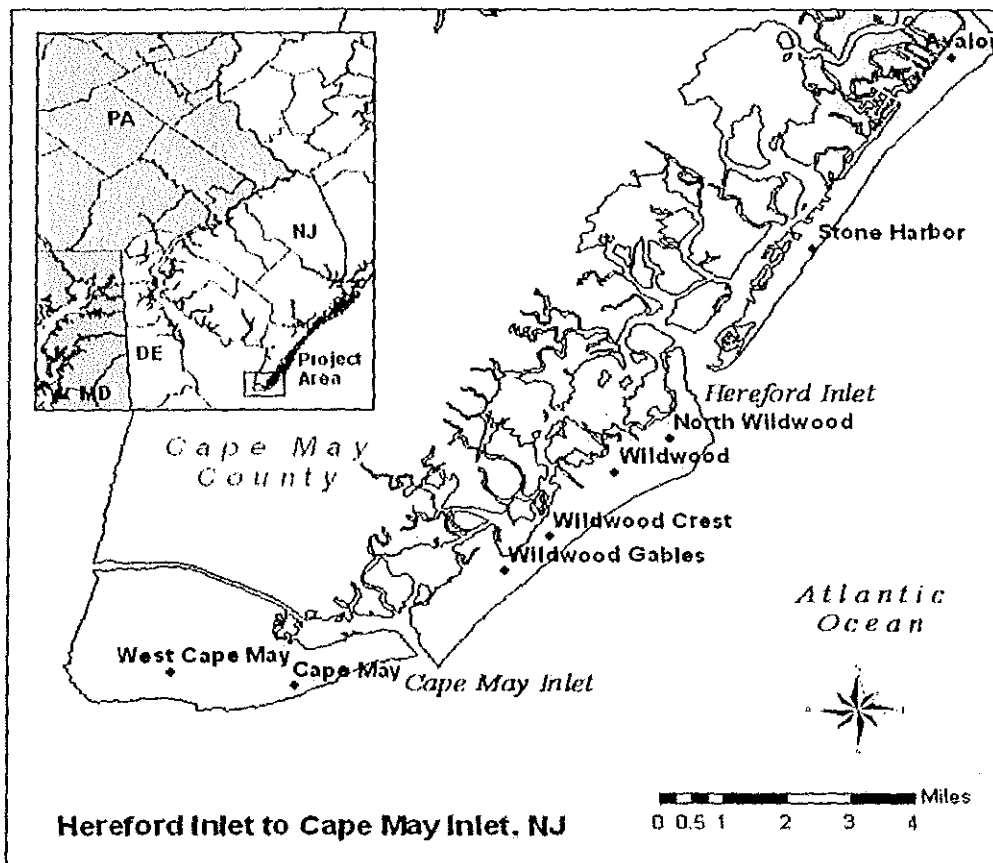 Avalon
PA
NJ
Stone Harbor
DE
Project
Area
MD
Hereford Inlet
North Wildwood
Cape May
County
Wildwood
Wildwood Crest
Wildwood Gables
Atlantic
Ocean
West Cape May
Cape May
Cape May Inlet
Miles
0 0.5 1 2 3 4
Hereford Inlet to Cape May Inlet, NJ